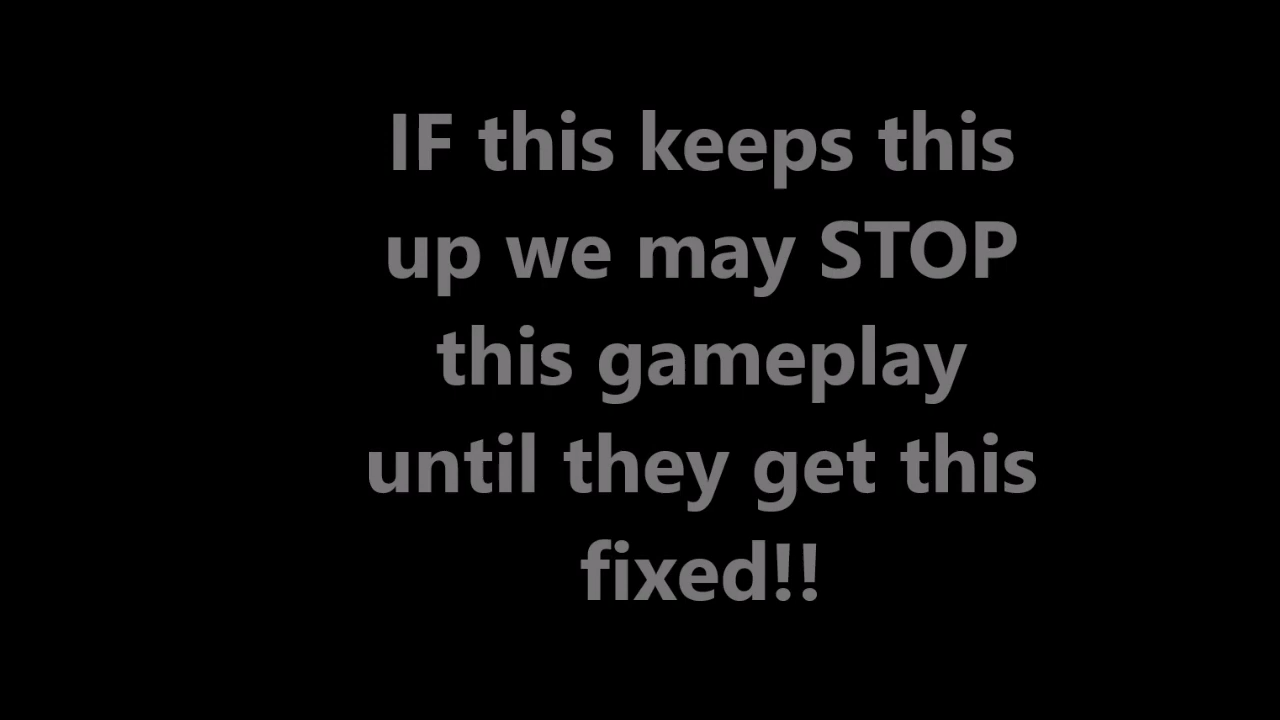 IF this keeps this
up we may STOP
this gameplay
until they get this
fixed!!